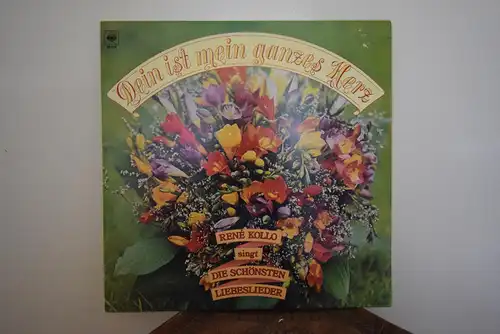 Dein ist mein ganzes Herz
RENÉ KOLLO
singt
DIE SCHÖNSTEN
LIEBESLIEDER